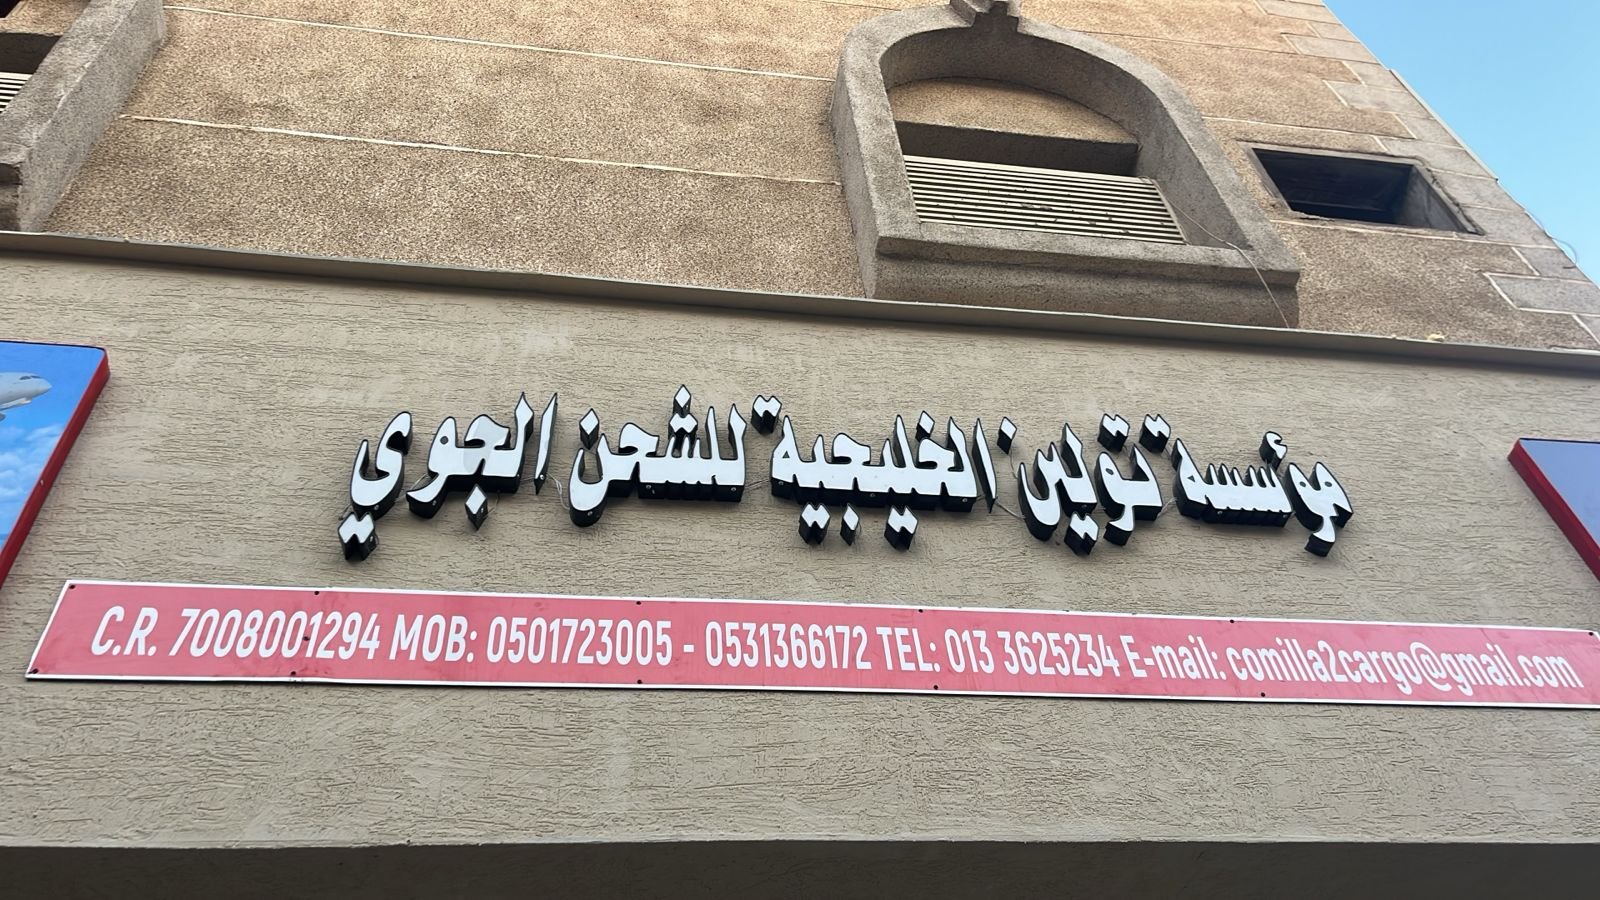 مؤسسة توين الخليجية للشحن الجوي
C.R. 7008001294 MOB: 0501723005 - 0531366172 TEL: 013 3625234 E-mail: comilla2cargo@gmail.com